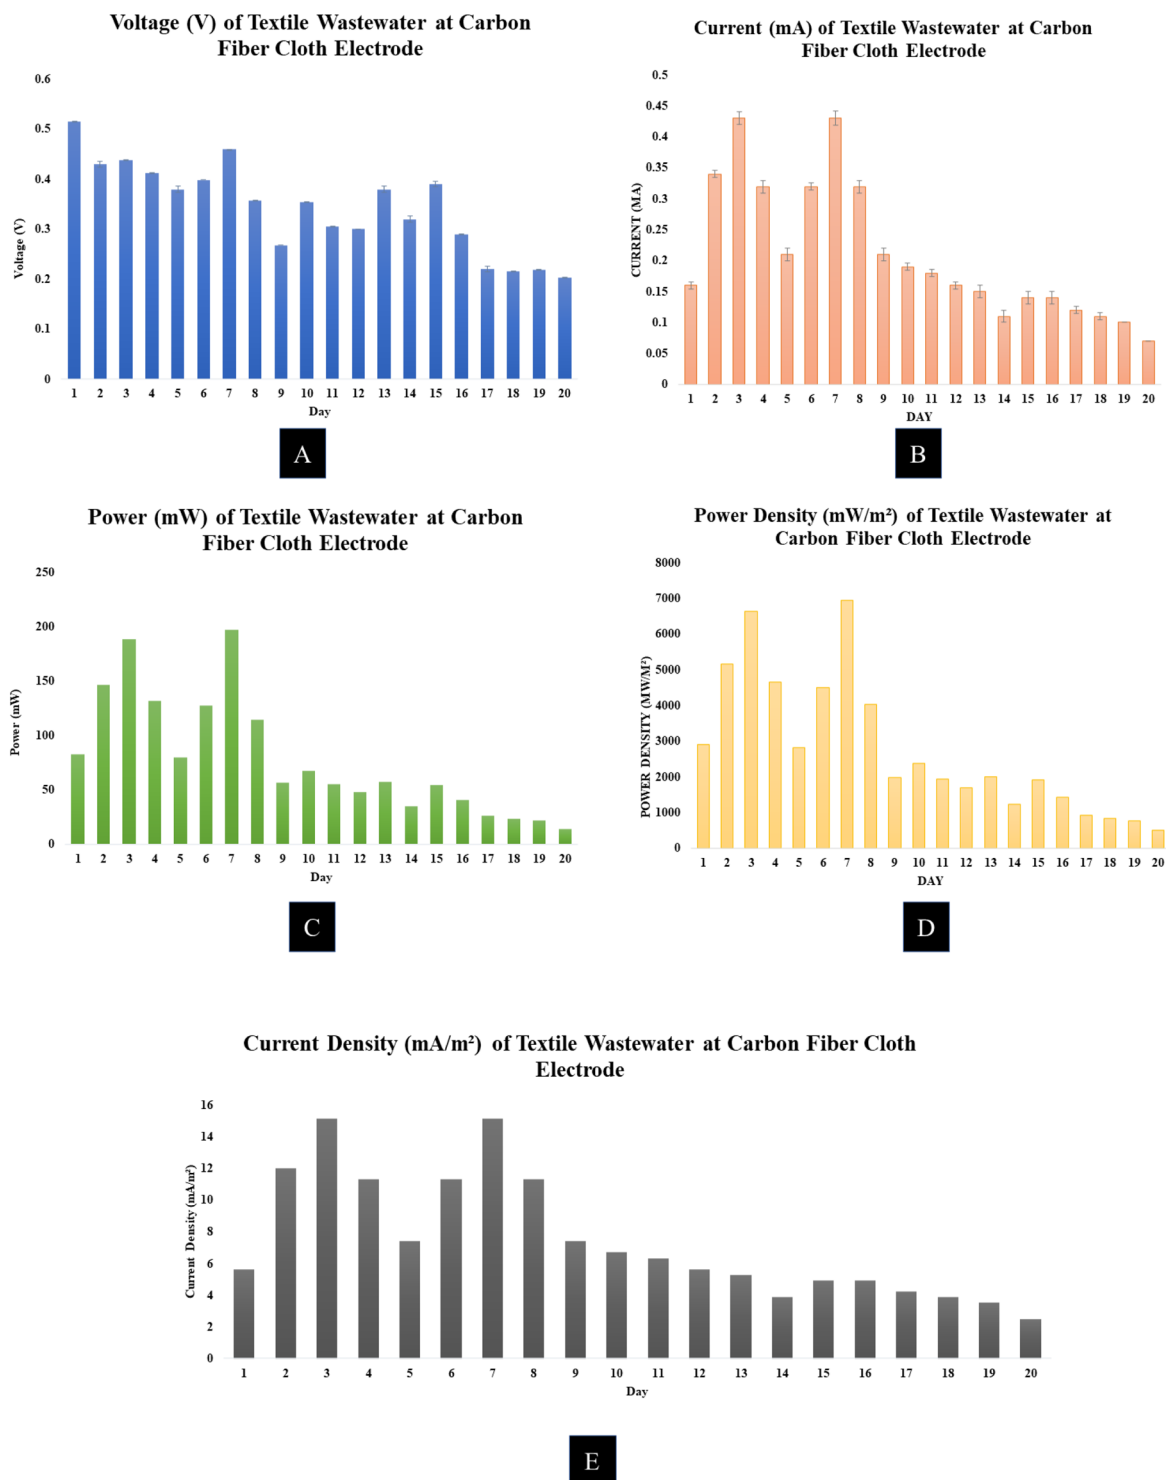 Voltage (V) of Textile Wastewater at Carbon
Fiber Cloth Electrode
0.6
0.5
0.4
0.3
0.2
0.1
0
Voltage (V)
1 2 3 4 5 6 7 8 9 10 11 12 13 14 15 16 17 18 19 20
Day
A
Current (mA) of Textile Wastewater at Carbon
Fiber Cloth Electrode
0.5
0.45
0.4
0.35
0.3
0.25
0.2
0.15
0.1
0.05
0
CURRENT (MA)
1 2 3 4 5 6 7 8 9 10 11 12 13 14 15 16 17 18 19 20
DAY
B
Power (mW) of Textile Wastewater at Carbon
Fiber Cloth Electrode
250
200
150
100
50
0
Power (mW)
1 2 3 4 5 6 7 8 9 10 11 12 13 14 15 16 17 18 19 20
Day
C
Power Density (mW/m²) of Textile Wastewater at
Carbon Fiber Cloth Electrode
8000
7000
6000
5000
4000
3000
2000
1000
0
POWER DENSITY (MW/M²)
1 2 3 4 5 6 7 8 9 10 11 12 13 14 15 16 17 18 19 20
DAY
D
Current Density (mA/m²) of Textile Wastewater at Carbon Fiber Cloth
Electrode
16
14
12
10
8
6
4
2
0
Current Density (mA/m²)
1 2 3 4 5 6 7 8 9 10 11 12 13 14 15 16 17 18 19 20
Day
E